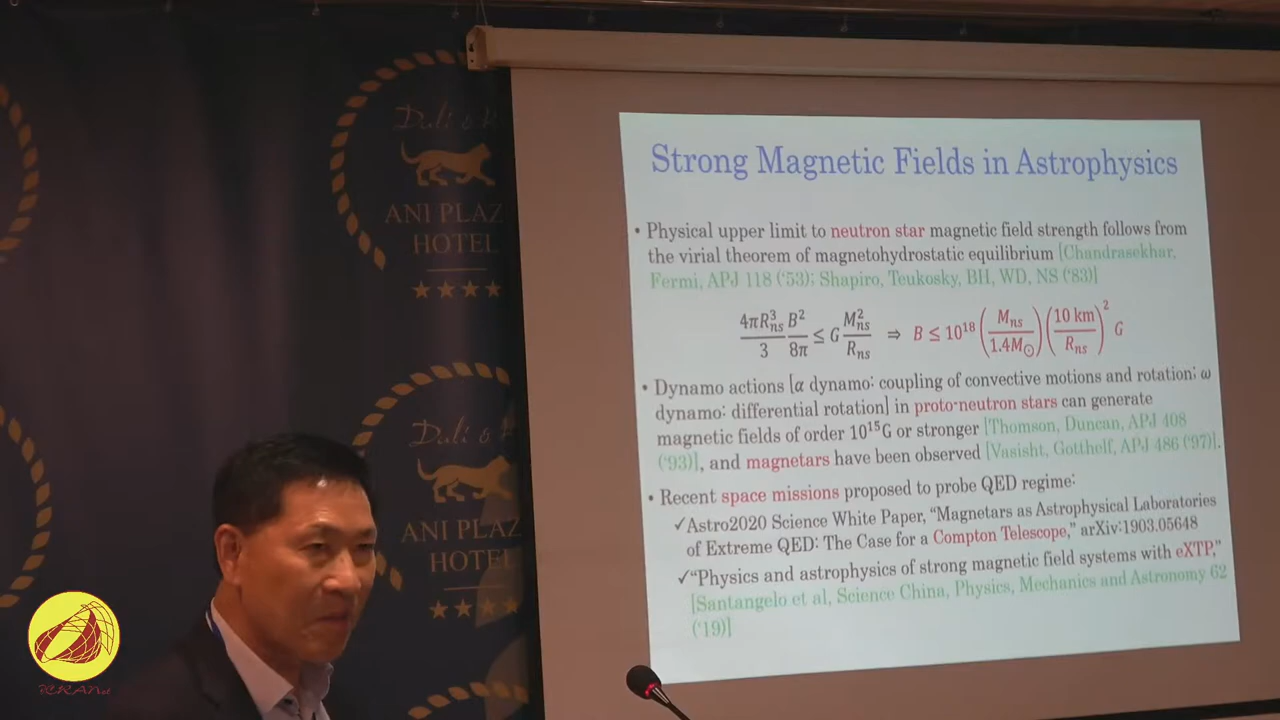 Strong Magnetic Fields in Astrophysics
• Physical upper limit to neutron star magnetic field strength follows from
the virial theorem of magnetohydrostatic equilibrium [Chandrasekhar,
Fermi, APJ 118 ('53); Shapiro, Teukosky, BH, WD, NS ('83)]
4πR³ₙₛ/3 B²/8π ≤ G M²ₙₛ/Rₙₛ ⇒ B ≤ 10¹⁸ (Mₙₛ/1.4M☉)(10 km/Rₙₛ)² G
• Dynamo actions [α dynamo: coupling of convective motions and rotation; ω
dynamo: differential rotation] in proto-neutron stars can generate
magnetic fields of order 10¹⁵G or stronger [Thomson, Duncan, APJ 408
('93)], and magnetars have been observed [Vasisht, Gotthelf, APJ 486 ('97)].
• Recent space missions proposed to probe QED regime:
✓Astro2020 Science White Paper, "Magnetars as Astrophysical Laboratories
of Extreme QED: The Case for a Compton Telescope," arXiv:1903.05648
✓"Physics and astrophysics of strong magnetic field systems with eXTP,"
[Santangelo et al, Science China, Physics, Mechanics and Astronomy 62
('19)]
ANI PLAZ
HOTEL
ANI PLAZA
HOTEL
ICRANet